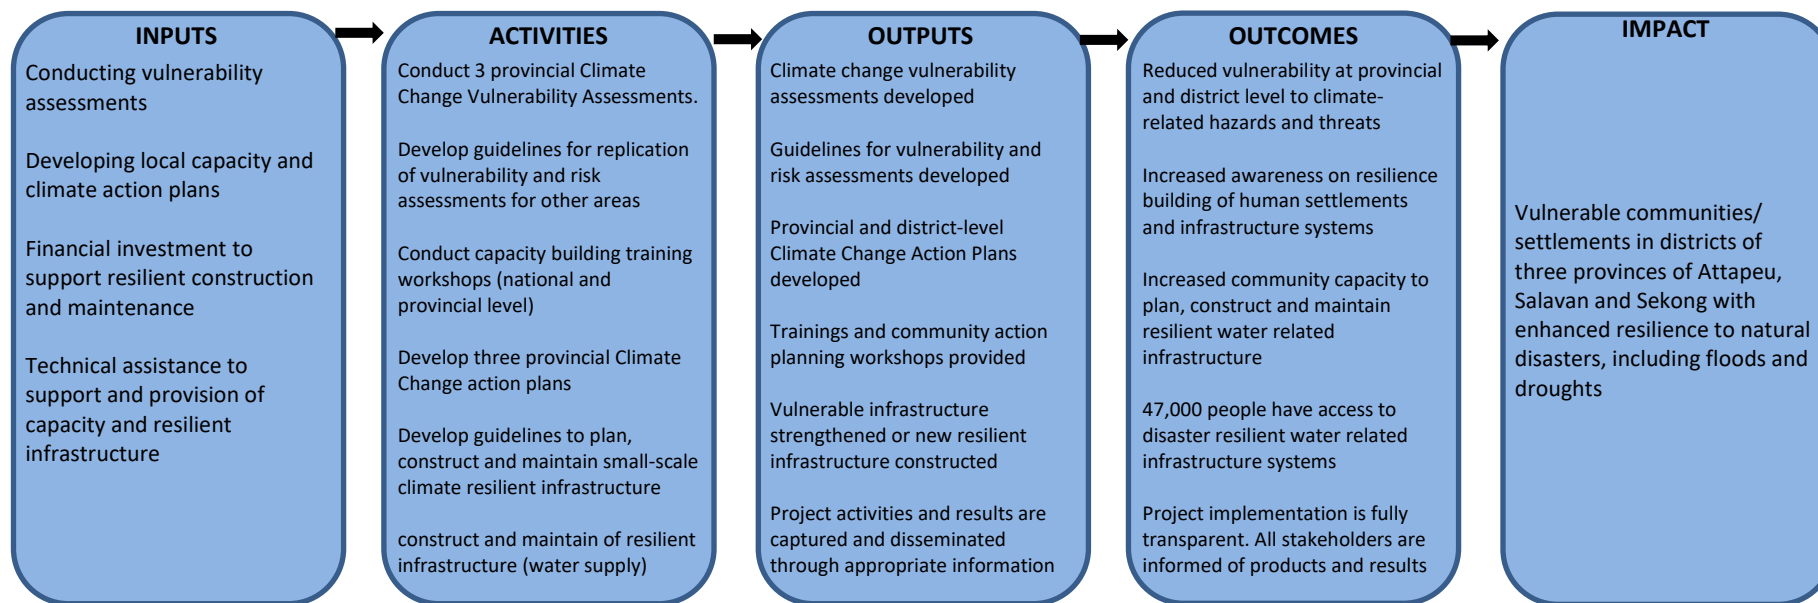 INPUTS
Conducting vulnerability
assessments
Developing local capacity and
climate action plans
Financial investment to
support resilient construction
and maintenance
Technical assistance to
support and provision of
capacity and resilient
infrastructure
ACTIVITIES
Conduct 3 provincial Climate
Change Vulnerability Assessments.
Develop guidelines for replication
of vulnerability and risk
assessments for other areas
Conduct capacity building training
workshops (national and
provincial level)
Develop three provincial Climate
Change action plans
Develop guidelines to plan,
construct and maintain small-scale
climate resilient infrastructure
construct and maintain of resilient
infrastructure (water supply)
OUTPUTS
Climate change vulnerability
assessments developed
Guidelines for vulnerability and
risk assessments developed
Provincial and district-level
Climate Change Action Plans
developed
Trainings and community action
planning workshops provided
Vulnerable infrastructure
strengthened or new resilient
infrastructure constructed
Project activities and results are
captured and disseminated
through appropriate information
OUTCOMES
Reduced vulnerability at provincial
and district level to climate-
related hazards and threats
Increased awareness on resilience
building of human settlements
and infrastructure systems
Increased community capacity to
plan, construct and maintain
resilient water related
infrastructure
47,000 people have access to
disaster resilient water related
infrastructure systems
Project implementation is fully
transparent. All stakeholders are
informed of products and results
IMPACT
Vulnerable communities/
settlements in districts of
three provinces of Attapeu,
Salavan and Sekong with
enhanced resilience to natural
disasters, including floods and
droughts